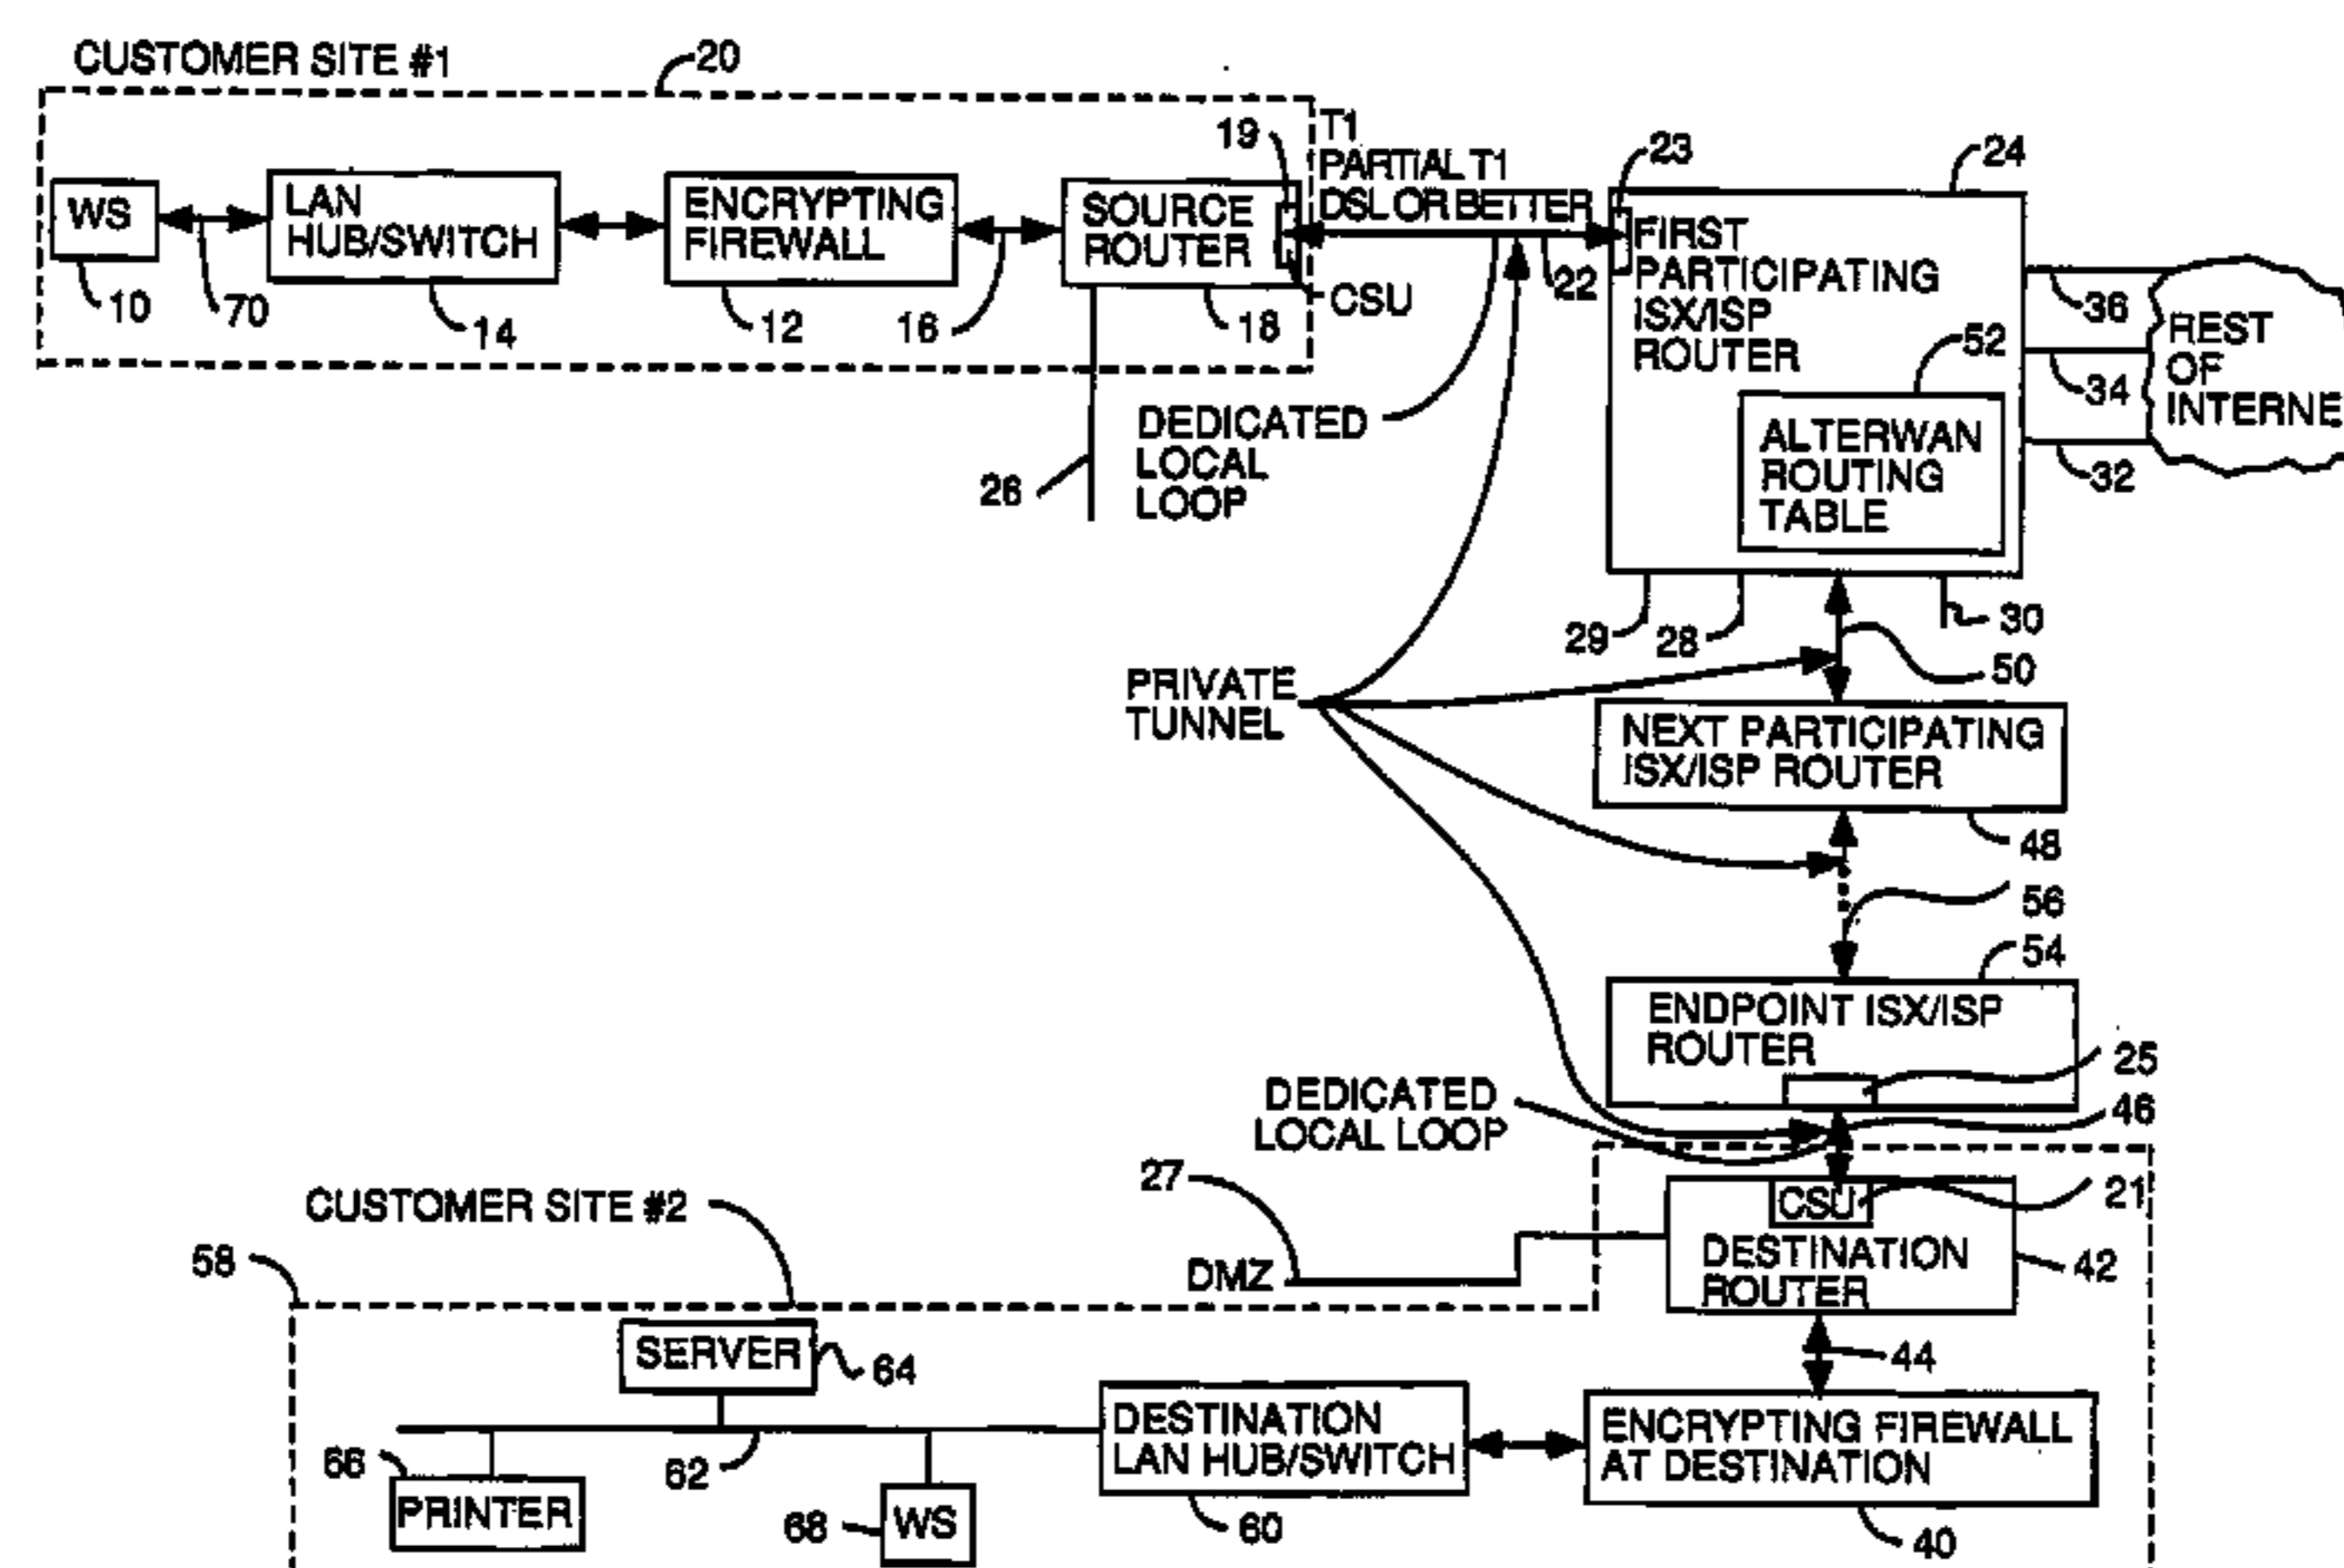 CUSTOMER SITE #1
20
WS
LAN
HUB/SWITCH
ENCRYPTING
FIREWALL
SOURCE
ROUTER
19
T1
PARTIAL T1
DSL OR BETTER
23
24
10
70
14
12
16
18
CSU
22
FIRST
PARTICIPATING
ISX/ISP
ROUTER
52
ALTERWAN
ROUTING
TABLE
36
34
32
REST
OF
INTERNE
26
DEDICATED
LOCAL
LOOP
29
28
30
50
PRIVATE
TUNNEL
NEXT PARTICIPATING
ISX/ISP ROUTER
48
56
54
ENDPOINT ISX/ISP
ROUTER
25
46
DEDICATED
LOCAL LOOP
27
DMZ
CSU
21
DESTINATION
ROUTER
42
CUSTOMER SITE #2
58
SERVER
64
44
DESTINATION
LAN HUB/SWITCH
ENCRYPTING FIREWALL
AT DESTINATION
66
PRINTER
62
68
WS
60
40